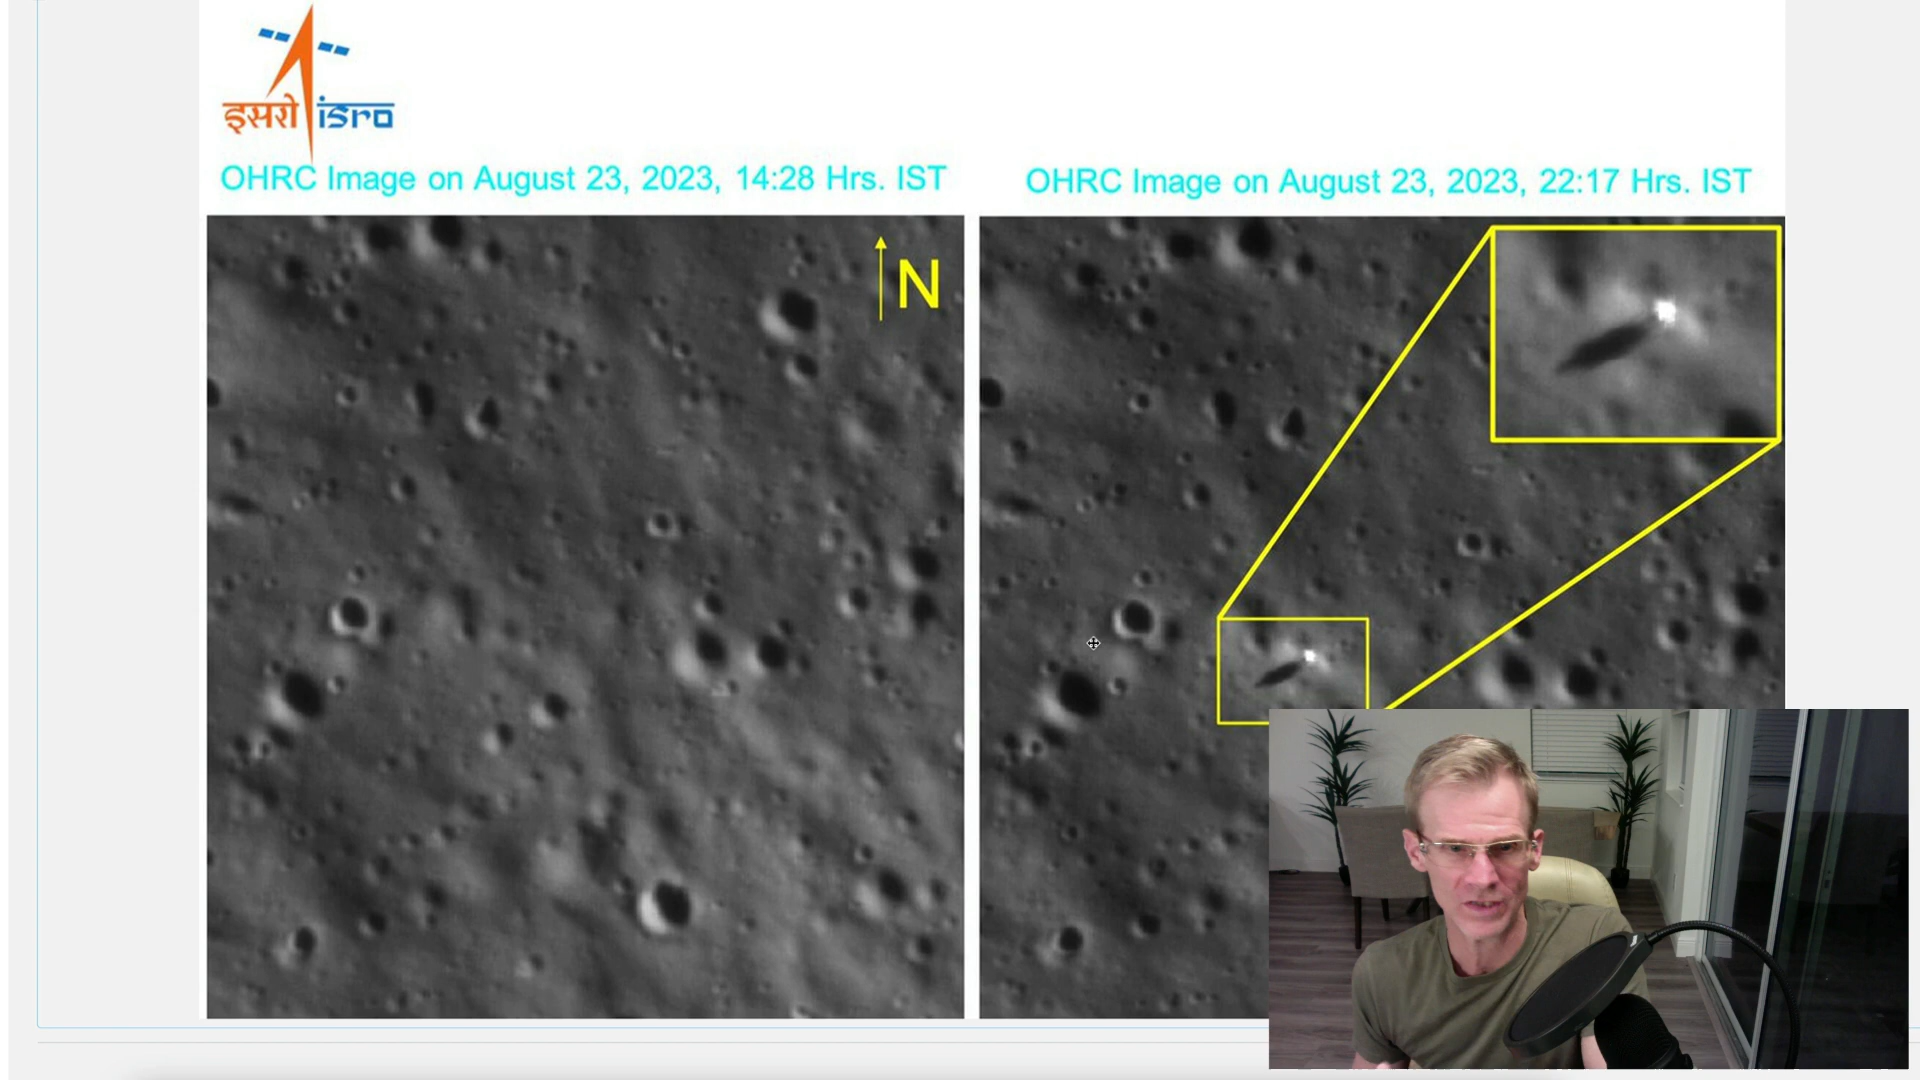 इसरो isro
OHRC Image on August 23, 2023, 14:28 Hrs. IST
OHRC Image on August 23, 2023, 22:17 Hrs. IST
N